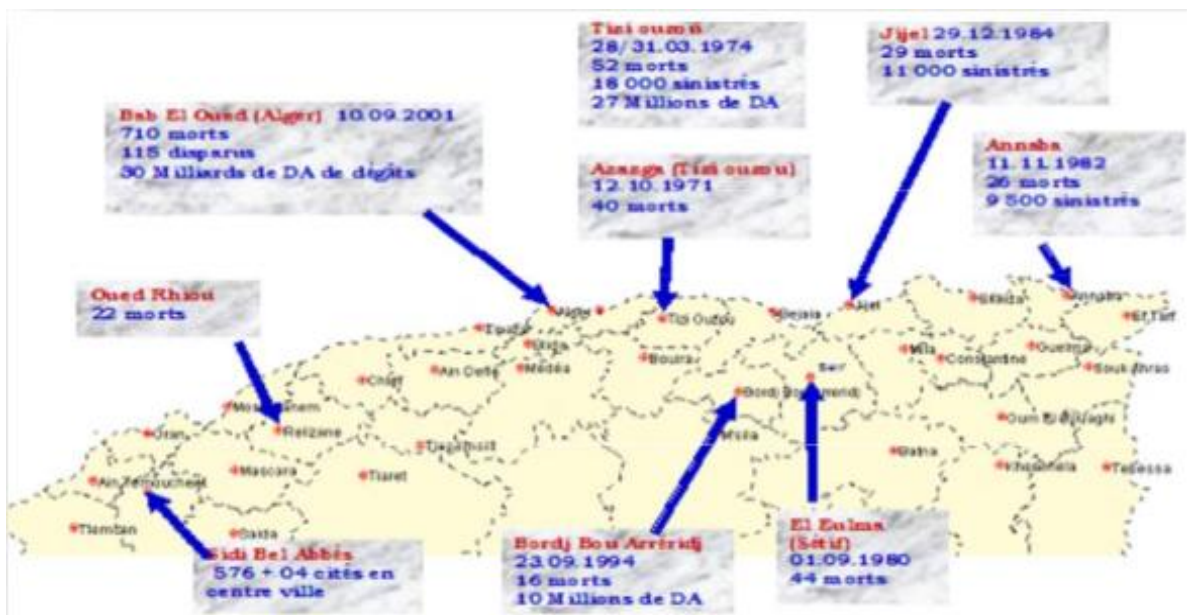 Tizi ouzou
28/31.03.1974
52 morts
18 000 sinistrés
27 Millions de DA
Jijel 29.12.1984
29 morts
11 000 sinistrés
Bab El Oued (Alger) 10.09.2001
710 morts
115 disparus
30 Milliards de DA de dégâts
Azazga (Tizi ouzou)
12.10.1971
40 morts
Annaba
11.11.1982
26 morts
9 500 sinistrés
Oued Rhiou
22 morts
Alger
Tizi Ouzou
Bejaia
Jijel
Skikda
Annaba
El Tarf
Tipaza
Blida
Bouira
Mila
Constantine
Guelma
Souk Ahras
Chlef
Ain Defla
Médéa
Setif
Bordj Bou
Mostaganem
Relizane
Oran
M'sila
Oum El Bouaghi
Tissemsilt
Batna
Khenchela
Tebessa
Mascara
Tiaret
Ain Temouchent
Tlemcen
Saida
Sidi Bel Abbès
576 + 04 cités en
centre ville
Bordj Bou Arréridj
23.09.1994
16 morts
10 Millions de DA
El Eulma
(Sétif)
01.09.1980
44 morts